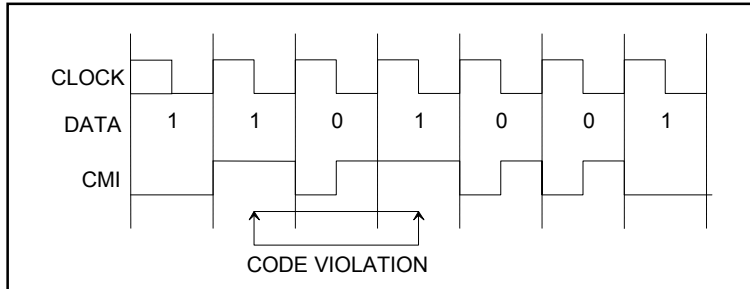 CLOCK
DATA 1 1 0 1 0 0 1
CMI
CODE VIOLATION